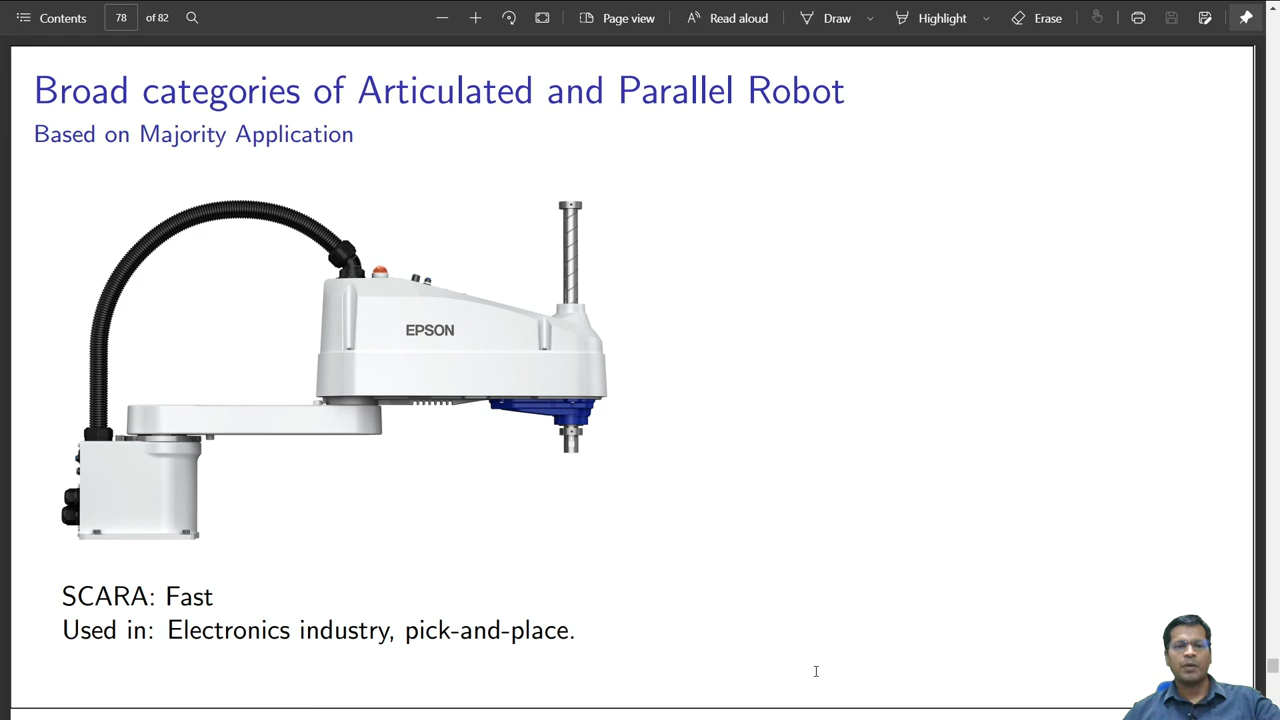 Contents
78
of 82
Page view
Read aloud
Draw
Highlight
Erase
Broad categories of Articulated and Parallel Robot
Based on Majority Application
EPSON
SCARA: Fast
Used in: Electronics industry, pick-and-place.